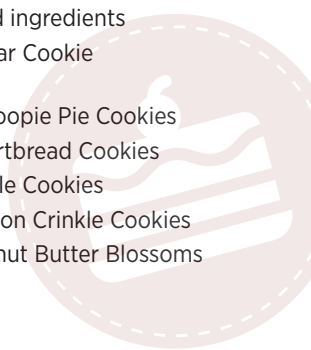 d ingredients
ar Cookie
oopie Pie Cookies
rtbread Cookies
le Cookies
on Crinkle Cookies
nut Butter Blossoms